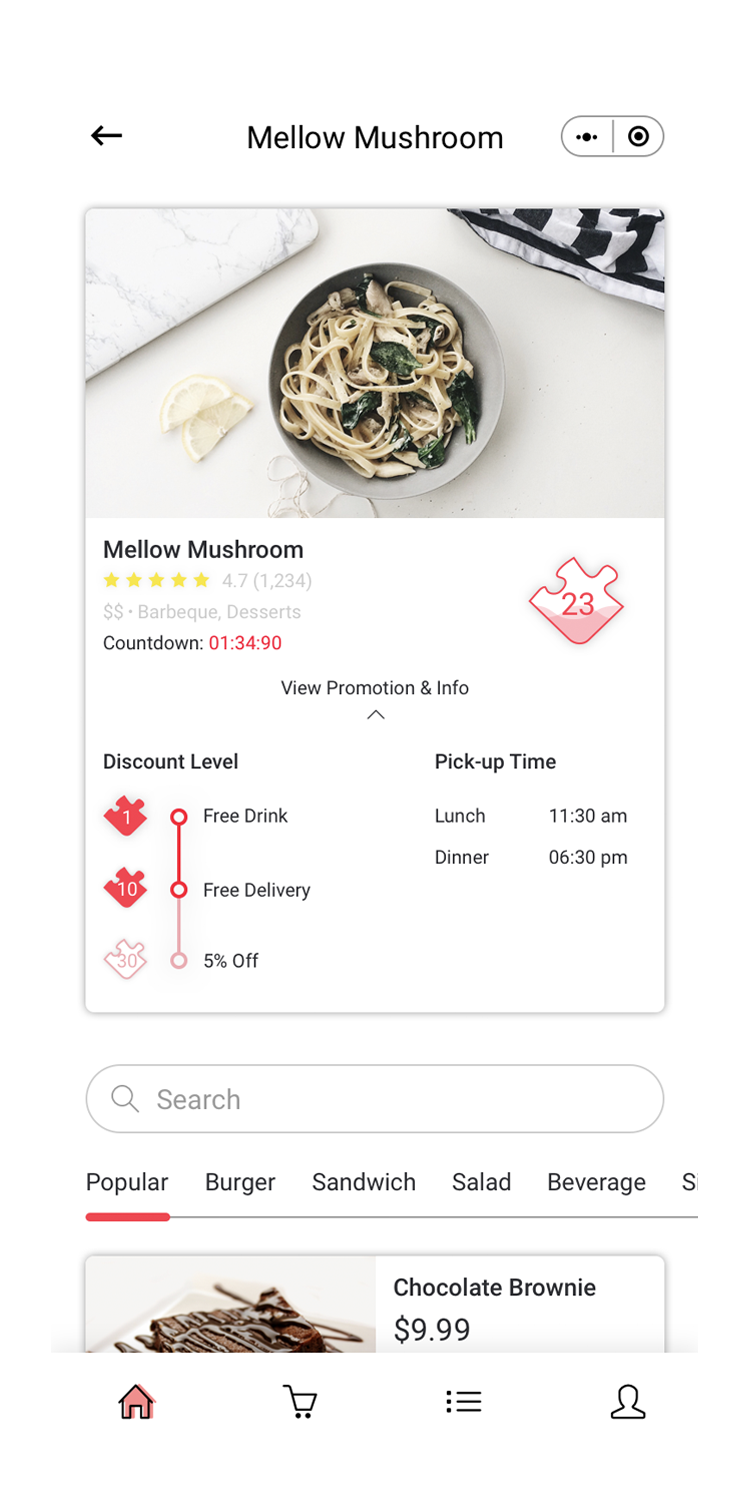 Mellow Mushroom
Mellow Mushroom
4.7 (1,234)
$$ • Barbeque, Desserts
23
Countdown: 01:34:90
View Promotion & Info
Discount Level
1 Free Drink
10 Free Delivery
30 5% Off
Pick-up Time
Lunch 11:30 am
Dinner 06:30 pm
Search
Popular Burger Sandwich Salad Beverage
Chocolate Brownie
$9.99